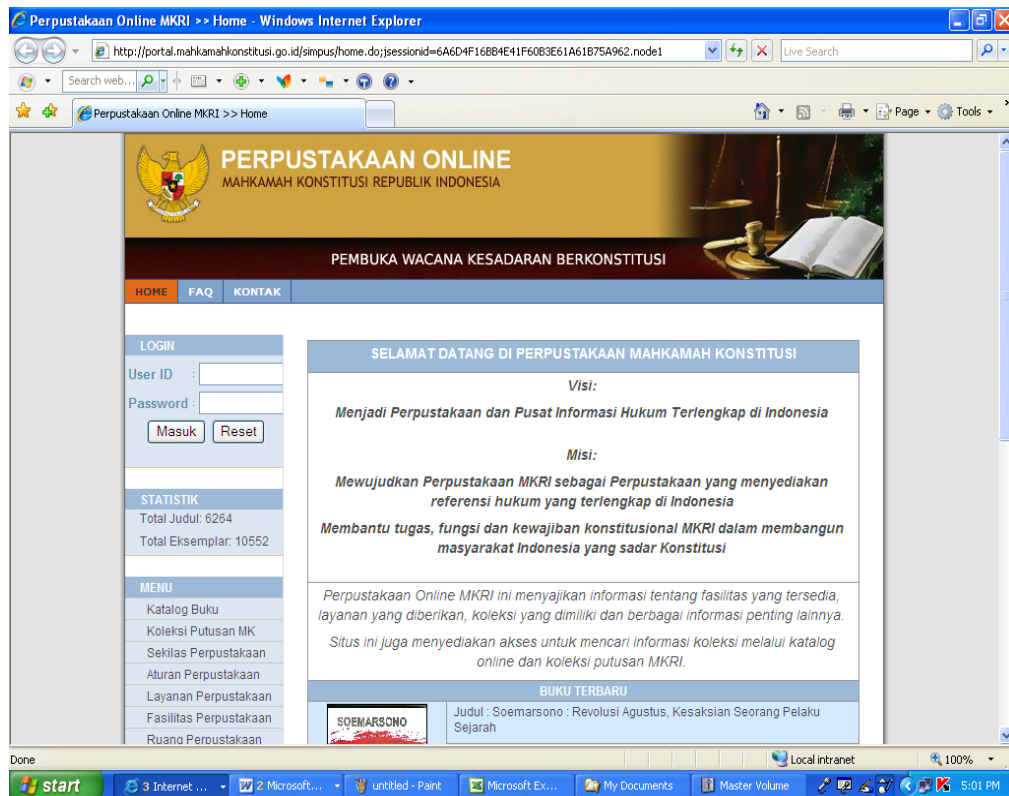 Perpustakaan Online MKRI >> Home - Windows Internet Explorer
http://portal.mahkamahkonstitusi.go.id/simpus/home.do;jsessionid=6A6D4F16BB4E41F60B3E61A61B75A962.node1
Live Search
Search web...
Perpustakaan Online MKRI >> Home
Page
Tools
PERPUSTAKAAN ONLINE
MAHKAMAH KONSTITUSI REPUBLIK INDONESIA
PEMBUKA WACANA KESADARAN BERKONSTITUSI
HOME FAQ KONTAK
LOGIN
User ID :
Password :
Masuk Reset
STATISTIK
Total Judul: 6264
Total Eksemplar: 10552
MENU
Katalog Buku
Koleksi Putusan MK
Sekilas Perpustakaan
Aturan Perpustakaan
Layanan Perpustakaan
Fasilitas Perpustakaan
Ruang Perpustakaan
SELAMAT DATANG DI PERPUSTAKAAN MAHKAMAH KONSTITUSI
Visi:
Menjadi Perpustakaan dan Pusat Informasi Hukum Terlengkap di Indonesia
Misi:
Mewujudkan Perpustakaan MKRI sebagai Perpustakaan yang menyediakan
referensi hukum yang terlengkap di Indonesia
Membantu tugas, fungsi dan kewajiban konstitusional MKRI dalam membangun
masyarakat Indonesia yang sadar Konstitusi
Perpustakaan Online MKRI ini menyajikan informasi tentang fasilitas yang tersedia,
layanan yang diberikan, koleksi yang dimiliki dan berbagai informasi penting lainnya.
Situs ini juga menyediakan akses untuk mencari informasi koleksi melalui katalog
online dan koleksi putusan MKRI.
BUKU TERBARU
SOEMARSONO
Judul : Soemarsono : Revolusi Agustus, Kesaksian Seorang Pelaku
Sejarah
Done
Local intranet
100%
start
3 Internet ...
2 Microsoft...
untitled - Paint
Microsoft Ex...
My Documents
Master Volume
5:01 PM